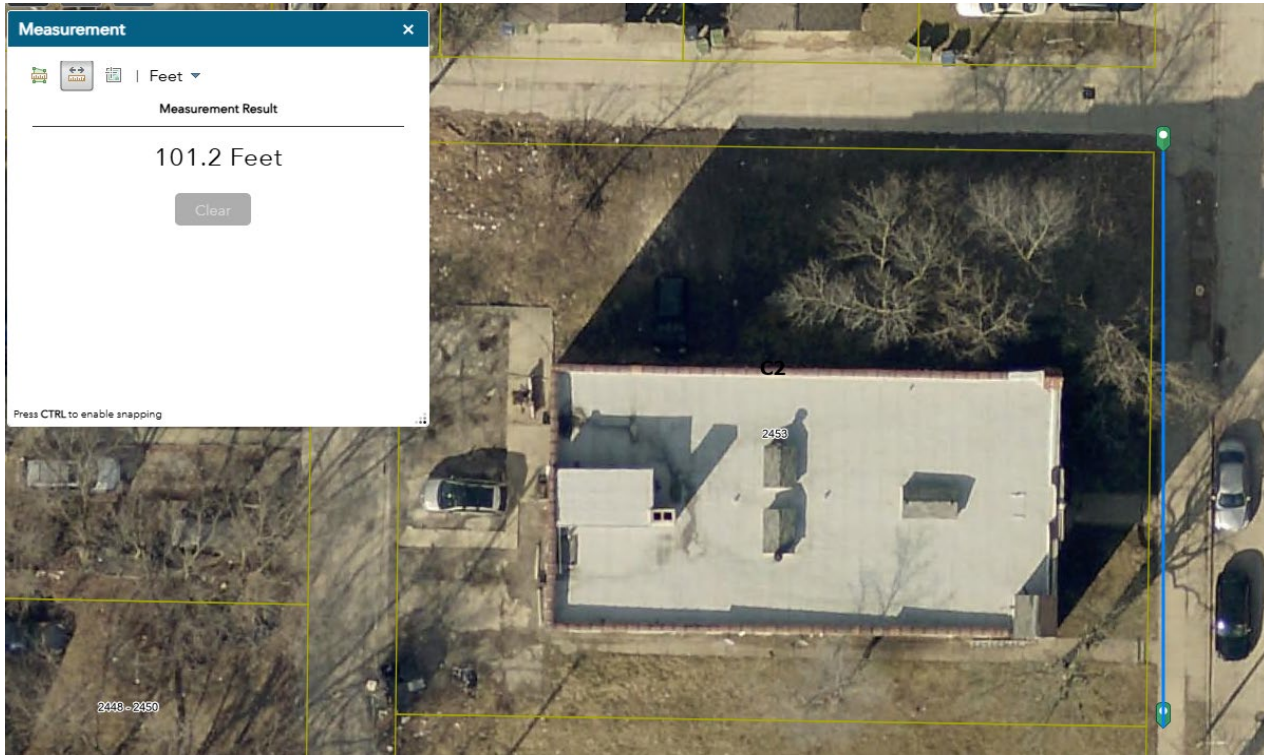 Measurement
Feet
Measurement Result
101.2 Feet
Clear
Press CTRL to enable snapping
C2
2453
2448 - 2450